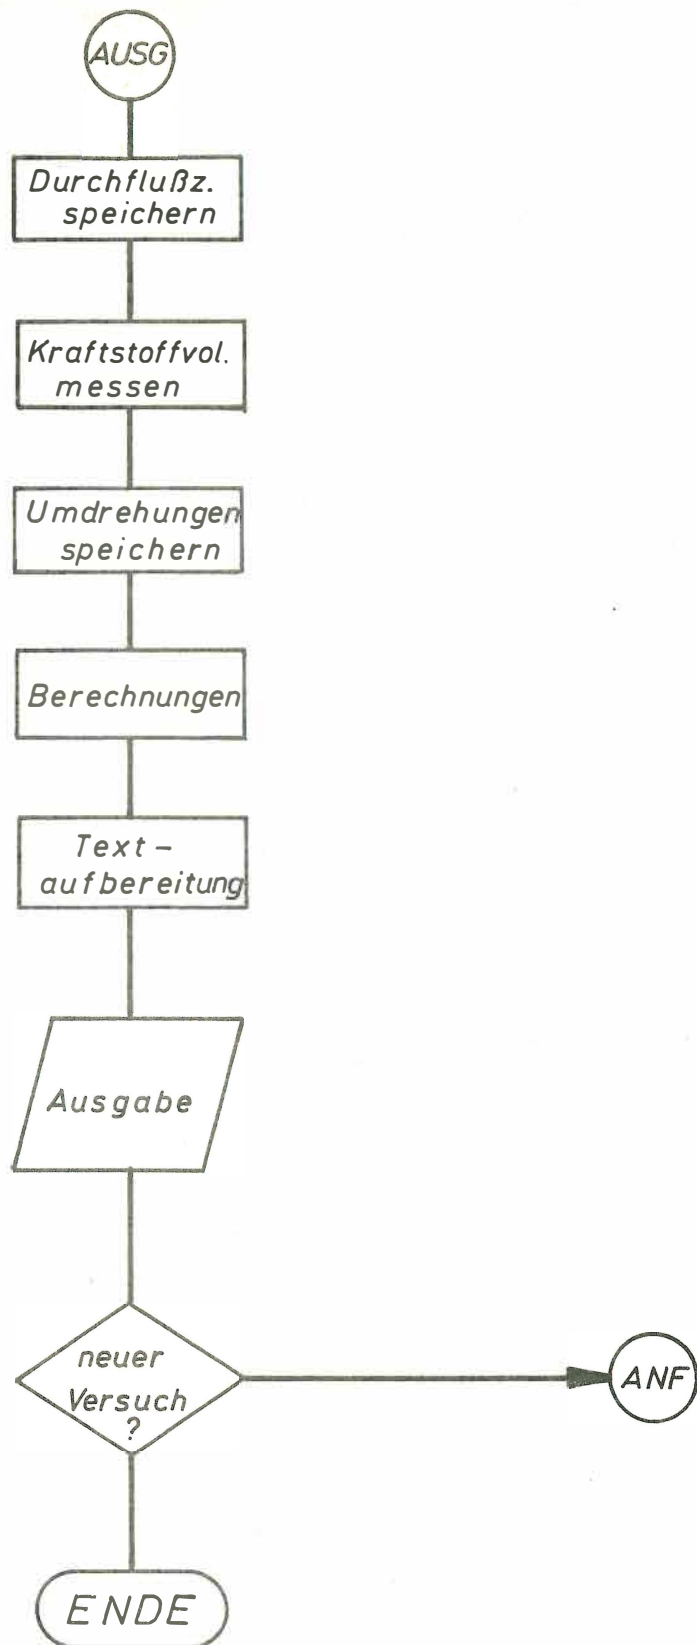 AUSG
Durchflußz.
speichern
Kraftstoffvol.
messen
Umdrehungen
speichern
Berechnungen
Text-
aufbereitung
Ausgabe
neuer
Versuch
?
ANF
ENDE